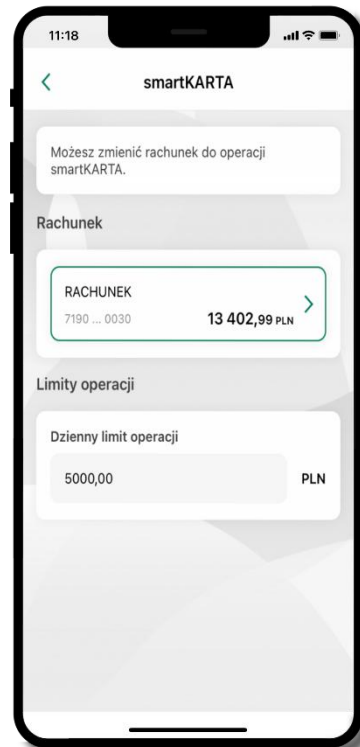 11:18
smartKARTA
Możesz zmienić rachunek do operacji
smartKARTA.
Rachunek
RACHUNEK
7190 ... 0030
13 402,99 PLN
Limity operacji
Dzienny limit operacji
5000,00
PLN